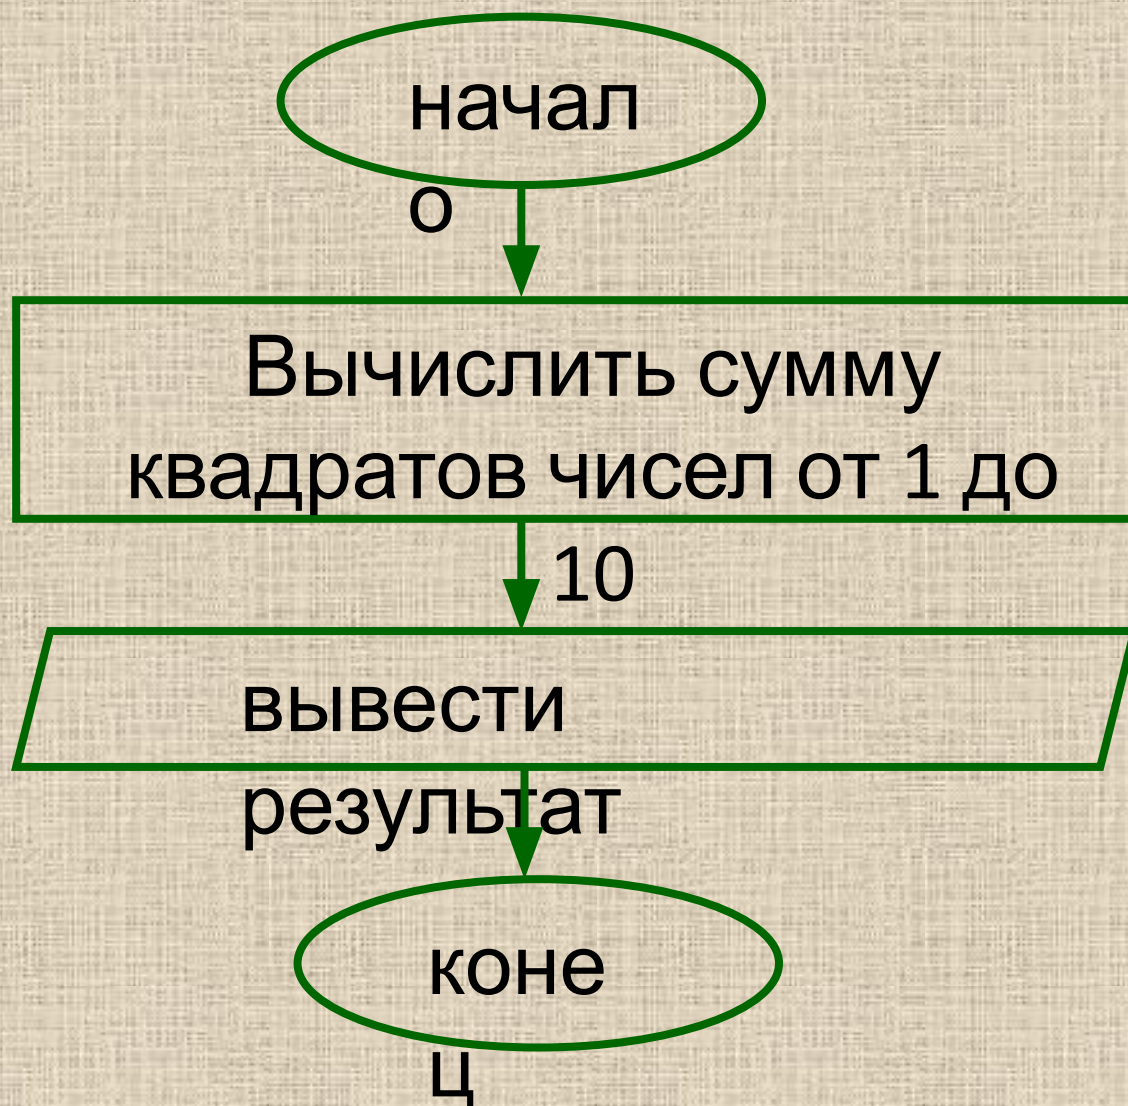 начал
о
Вычислить сумму
квадратов чисел от 1 до
10
вывести
результат
коне
ц